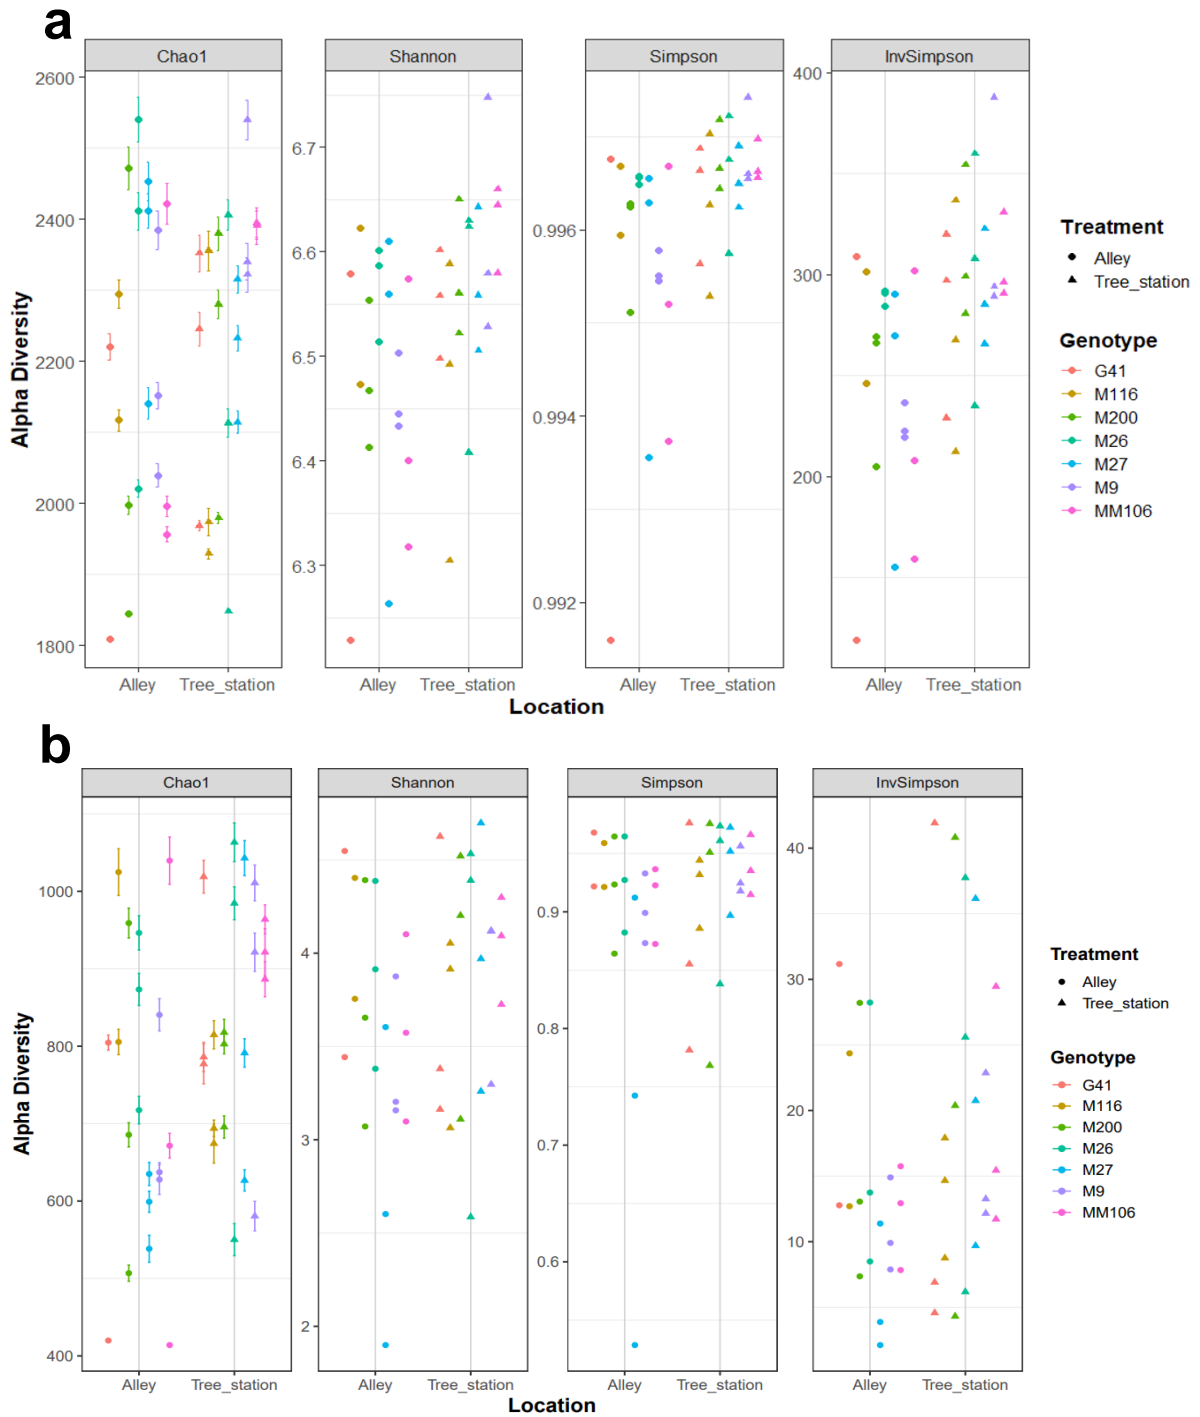 a
Chao1 Shannon Simpson InvSimpson
2600
2400
2200
2000
1800
6.7
6.6
6.5
6.4
6.3
0.996
0.994
0.992
400
300
200
Alpha Diversity
Alley Tree_station Alley Tree_station Alley Tree_station Alley Tree_station
Location
Treatment
Alley
Tree_station
Genotype
G41
M116
M200
M26
M27
M9
MM106
b
Chao1 Shannon Simpson InvSimpson
1000
800
600
400
4
3
2
0.9
0.8
0.7
0.6
40
30
20
10
Alpha Diversity
Alley Tree_station Alley Tree_station Alley Tree_station Alley Tree_station
Location
Treatment
Alley
Tree_station
Genotype
G41
M116
M200
M26
M27
M9
MM106